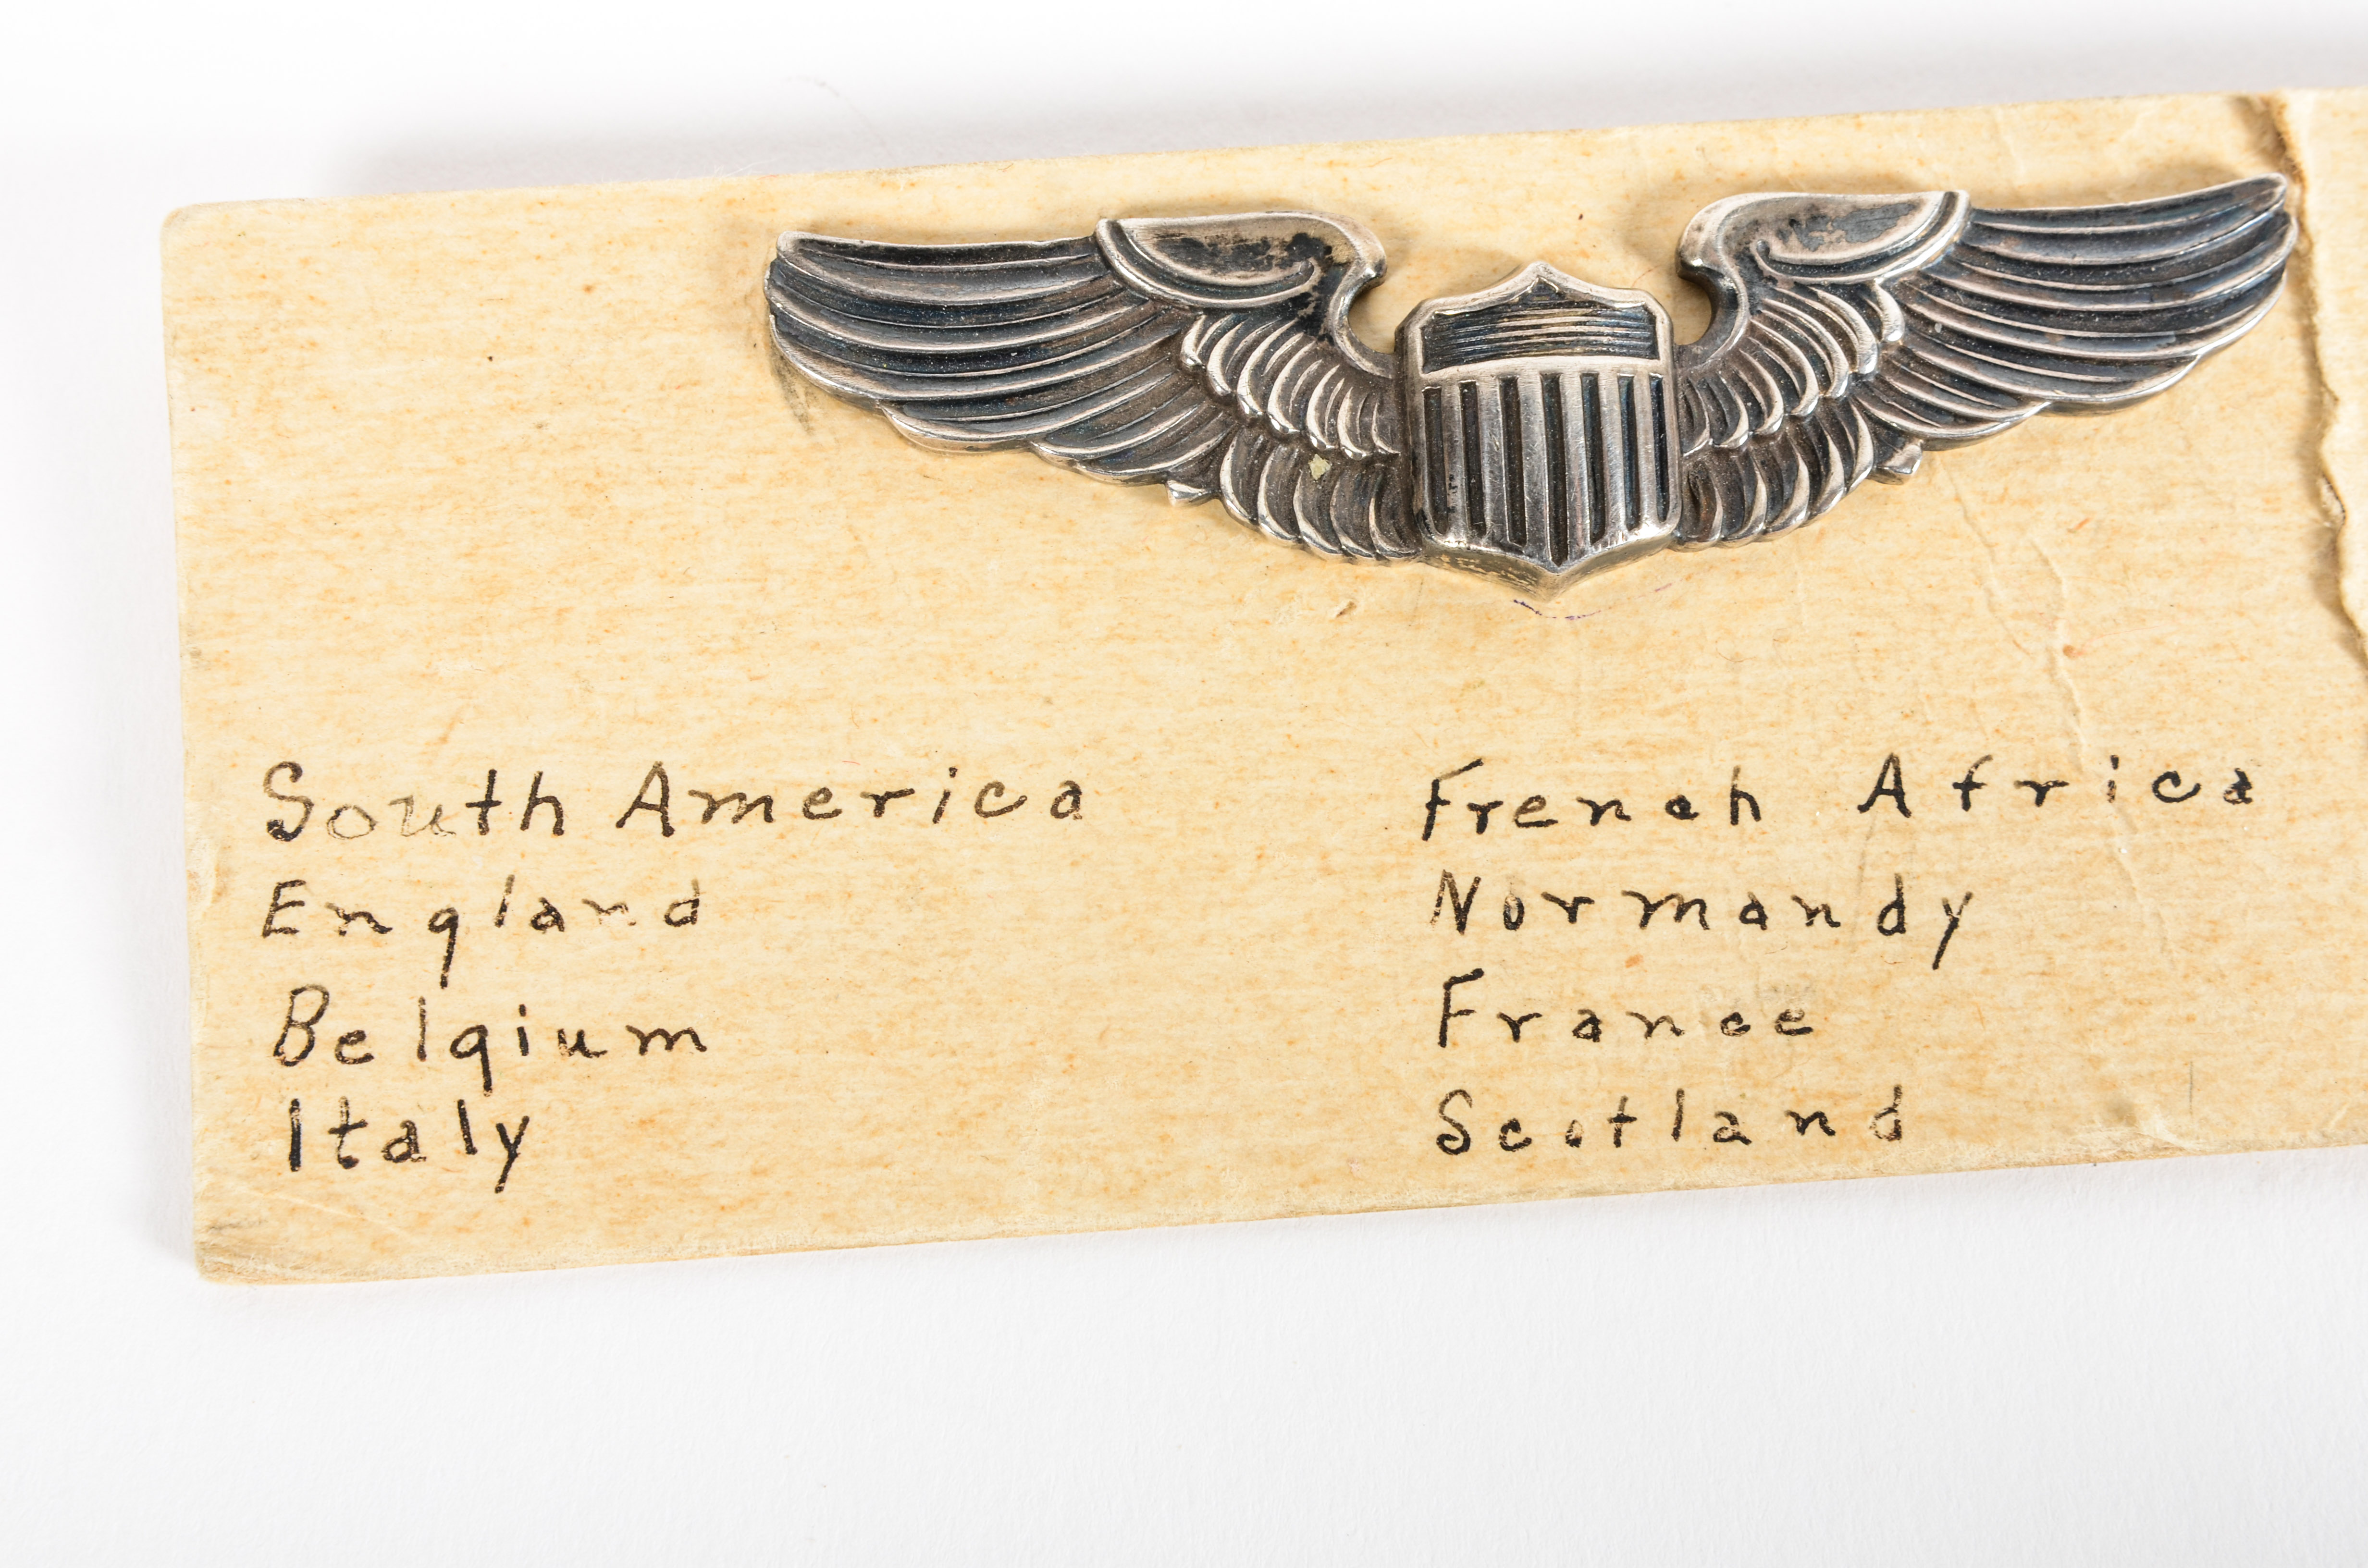 South America
England
Belgium
Italy
French Africa
Normandy
France
Scotland